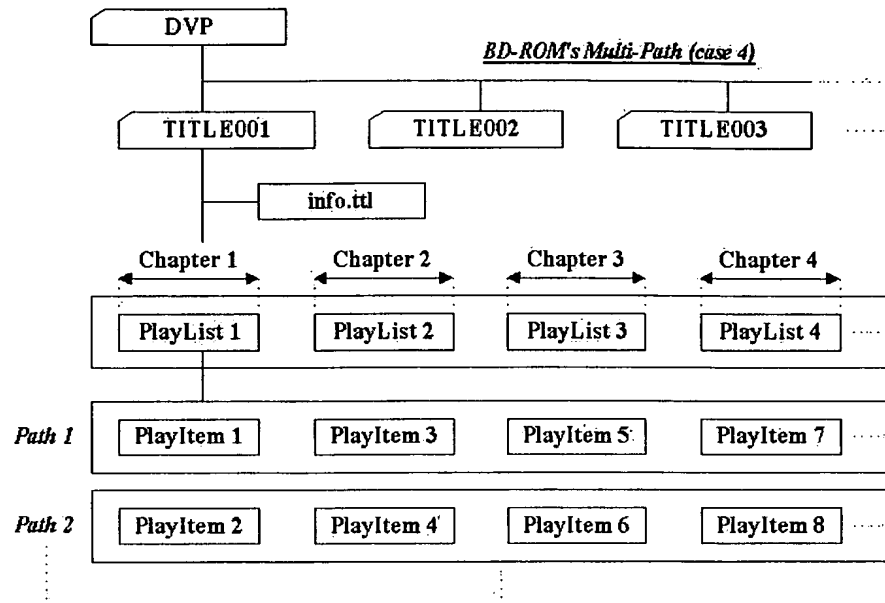 DVP
BD-ROM's Multi-Path (case 4)
TITLE001
TITLE002
TITLE003
info.ttl
Chapter 1
Chapter 2
Chapter 3
Chapter 4
PlayList 1
PlayList 2
PlayList 3
PlayList 4
Path 1
PlayItem 1
PlayItem 3
PlayItem 5
PlayItem 7
Path 2
PlayItem 2
PlayItem 4
PlayItem 6
PlayItem 8